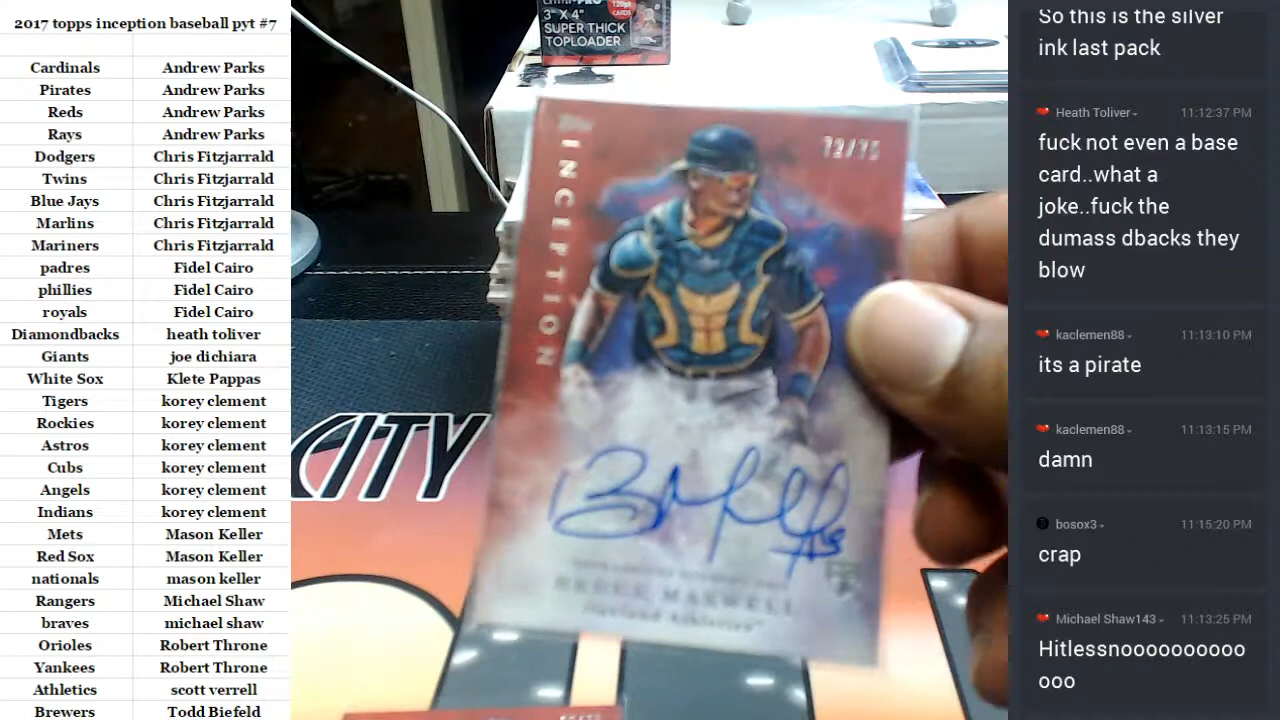 2017 topps inception baseball pyt #7
Cardinals Andrew Parks
Pirates Andrew Parks
Reds Andrew Parks
Rays Andrew Parks
Dodgers Chris Fitzjarrald
Twins Chris Fitzjarrald
Blue Jays Chris Fitzjarrald
Marlins Chris Fitzjarrald
Mariners Chris Fitzjarrald
padres Fidel Cairo
phillies Fidel Cairo
royals Fidel Cairo
Diamondbacks heath toliver
Giants joe dichiara
White Sox Klete Pappas
Tigers korey clement
Rockies korey clement
Astros korey clement
Cubs korey clement
Angels korey clement
Indians korey clement
Mets Mason Keller
Red Sox Mason Keller
nationals mason keller
Rangers Michael Shaw
braves michael shaw
Orioles Robert Throne
Yankees Robert Throne
Athletics scott verrell
Brewers Todd Biefeld
3" X 4"
SUPER THICK
TOPLOADER
120pt
CARDS
INCEPTION
CITY
BRUCE MAXWELL
Oakland Athletics™
So this is the silver
ink last pack
Heath Toliver 11:12:37 PM
fuck not even a base
card..what a
joke..fuck the
dumass dbacks they
blow
kaclemen88 11:13:10 PM
its a pirate
kaclemen88 11:13:15 PM
damn
bosox3 11:15:20 PM
crap
Michael Shaw143 11:13:25 PM
Hitlessnoooooooooo
ooo